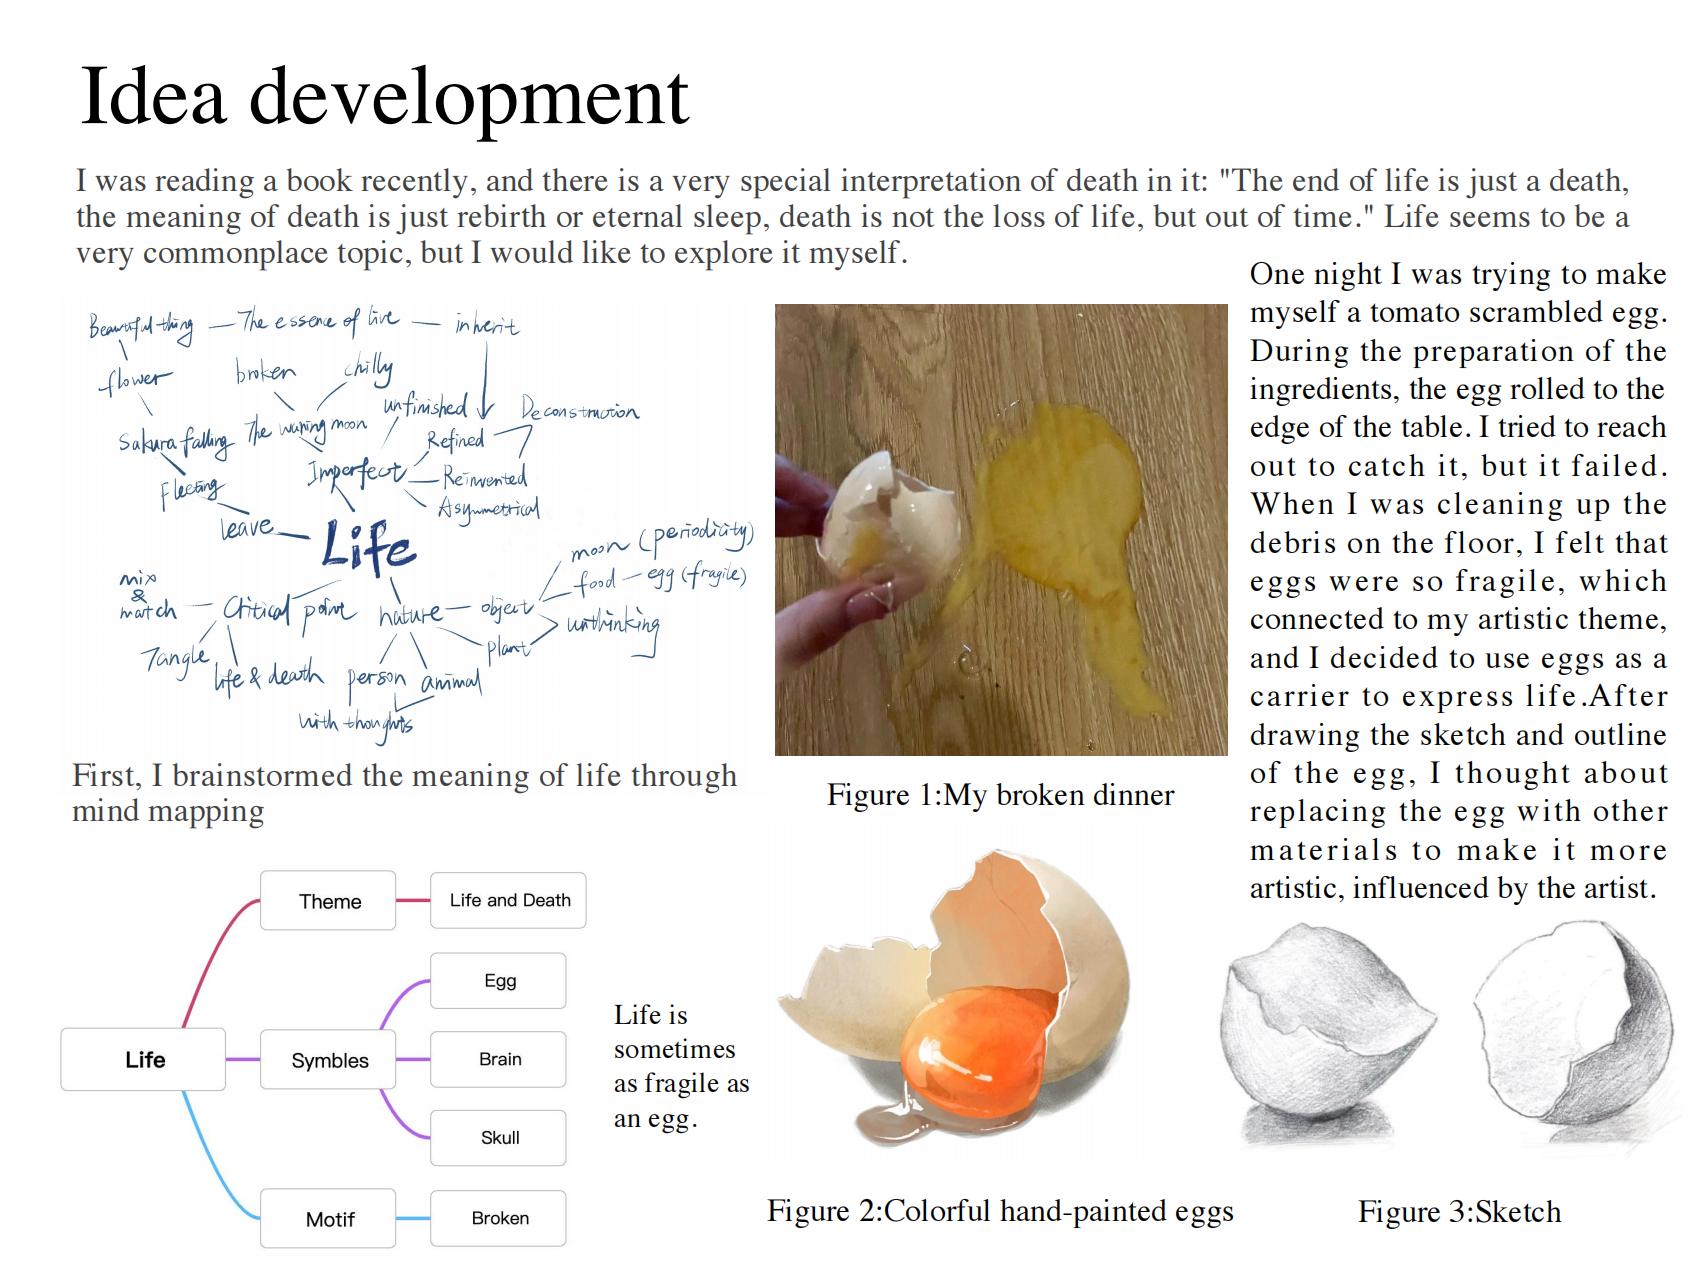 Idea development
I was reading a book recently, and there is a very special interpretation of death in it: "The end of life is just a death,
the meaning of death is just rebirth or eternal sleep, death is not the loss of life, but out of time." Life seems to be a
very commonplace topic, but I would like to explore it myself.
Beautiful thing — The essence of live — inherit
flower
broken
chilly
unfinished
Deconstruction
Sakura falling
The waning moon
Refined
Imperfect
Reinvented
Fleeting
Asymmetrical
leave
Life
moon (periodicity)
mix
&
match
food — egg (fragile)
Critical point
nature — object
unthinking
Tangle
plant
life & death
person
animal
with thoughts
First, I brainstormed the meaning of life through
mind mapping
Figure 1:My broken dinner
One night I was trying to make
myself a tomato scrambled egg.
During the preparation of the
ingredients, the egg rolled to the
edge of the table. I tried to reach
out to catch it, but it failed.
When I was cleaning up the
debris on the floor, I felt that
eggs were so fragile, which
connected to my artistic theme,
and I decided to use eggs as a
carrier to express life.After
drawing the sketch and outline
of the egg, I thought about
replacing the egg with other
materials to make it more
artistic, influenced by the artist.
Life
Theme
Life and Death
Symbles
Egg
Brain
Skull
Motif
Broken
Life is
sometimes
as fragile as
an egg.
Figure 2:Colorful hand-painted eggs
Figure 3:Sketch